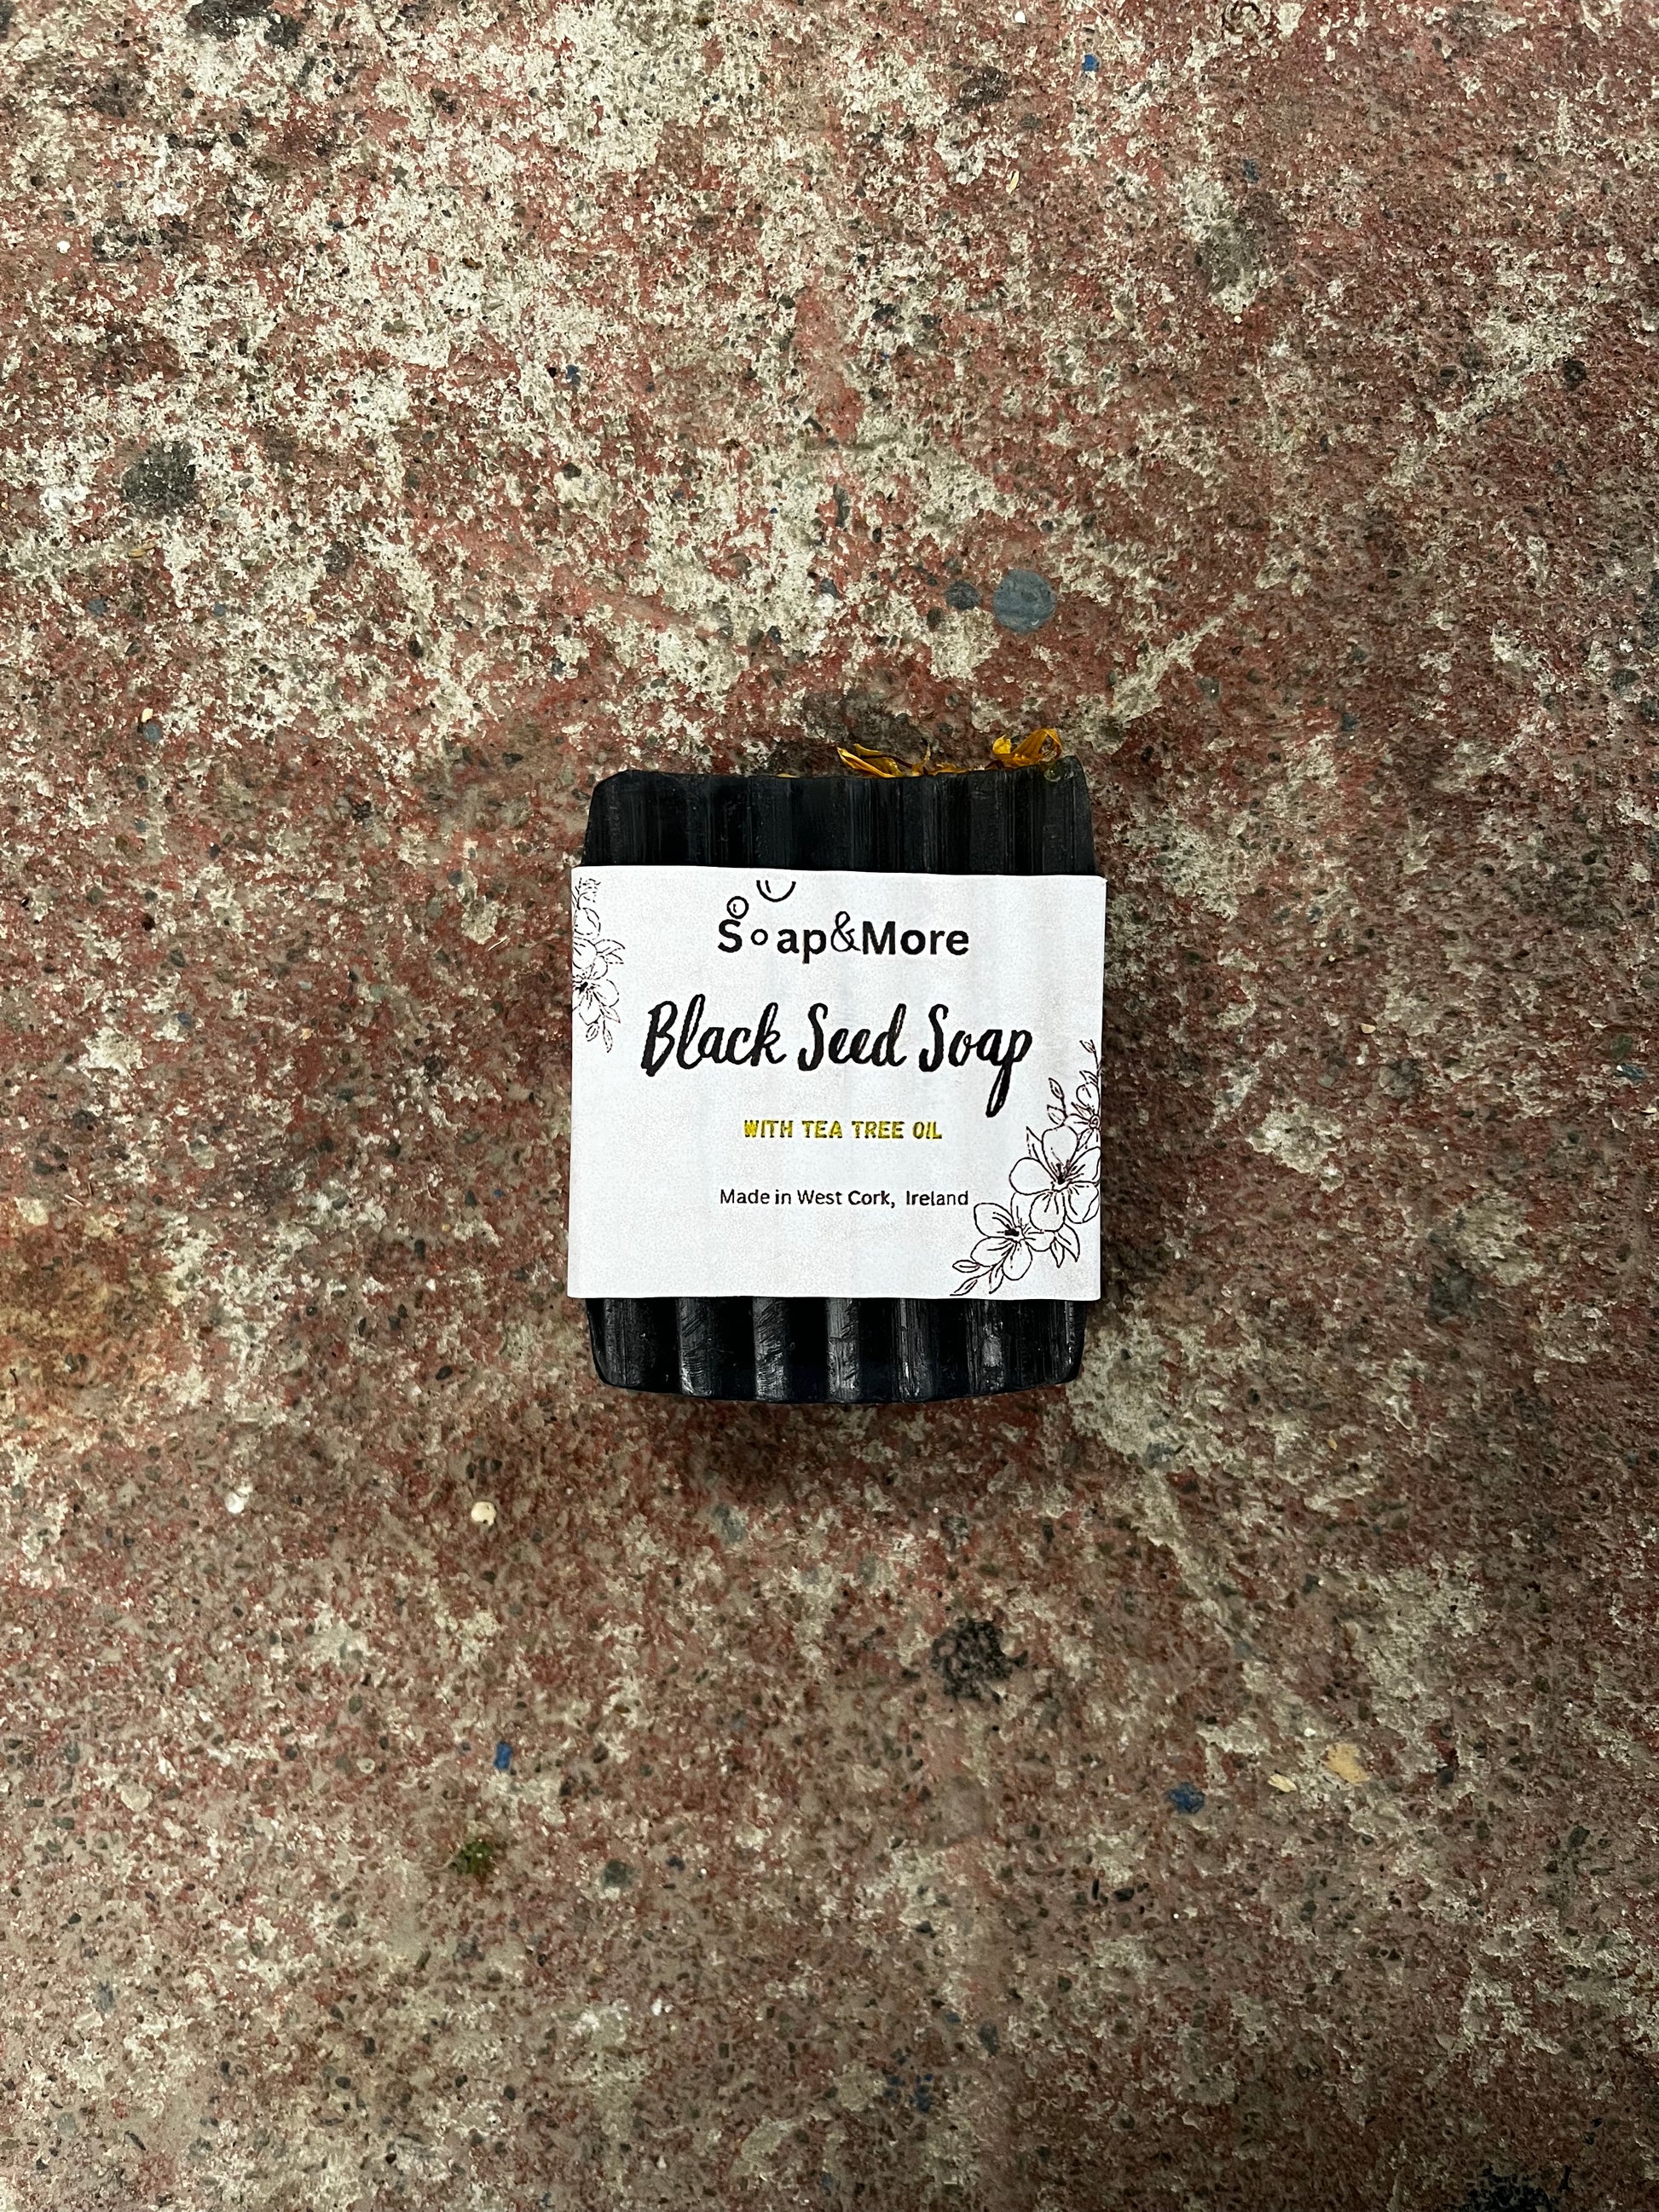 Soap&More
Black Seed Soap
WITH TEA TREE OIL
Made in West Cork, Ireland